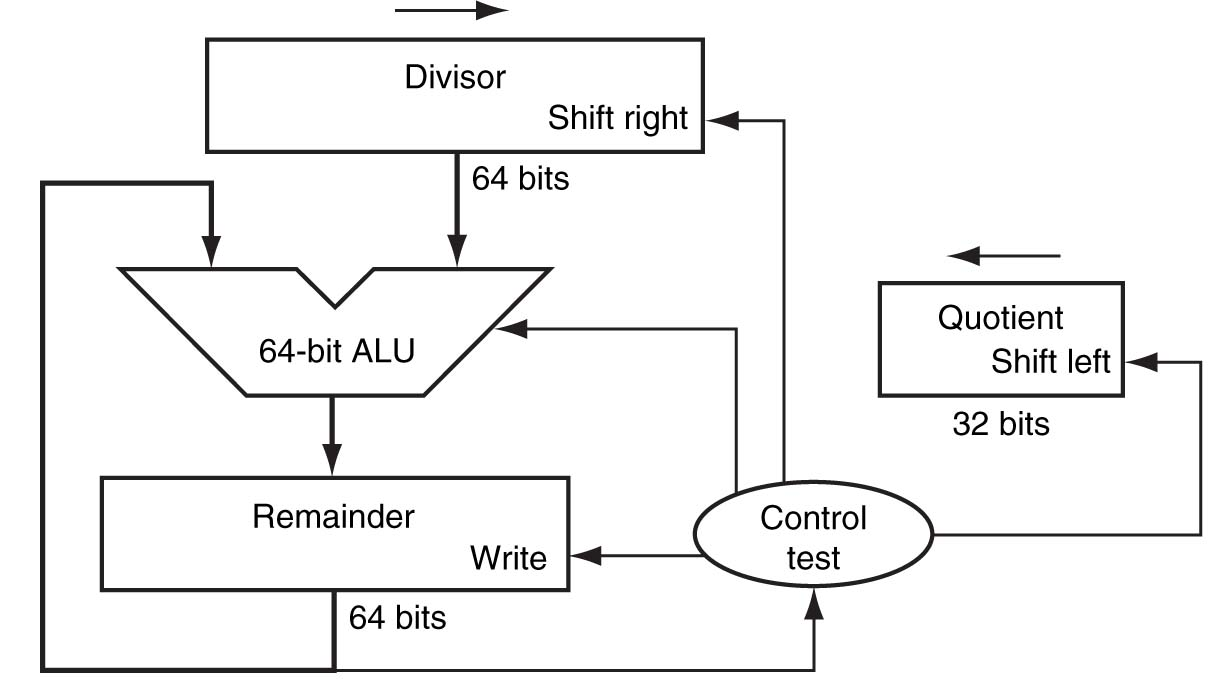 Divisor
Shift right
64 bits
64-bit ALU
Quotient
Shift left
32 bits
Remainder
Write
64 bits
Control
test